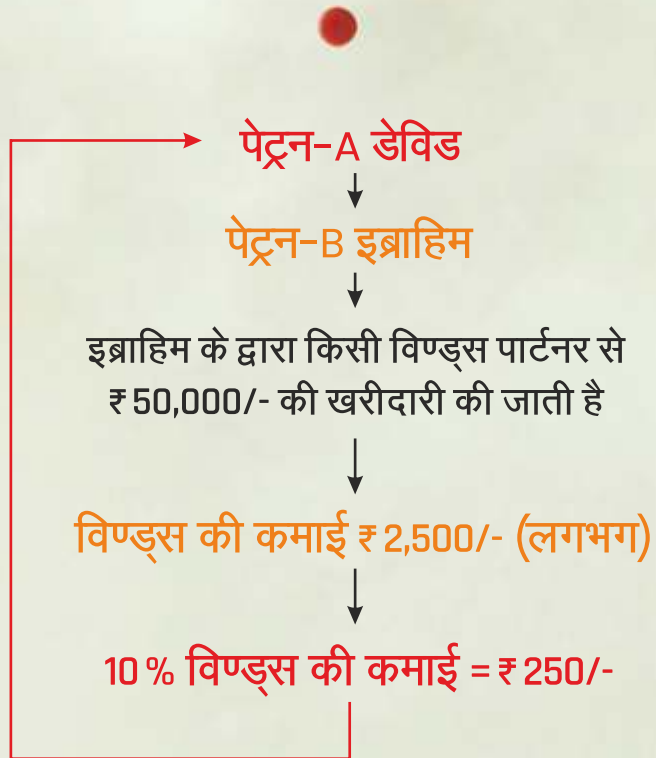 पेट्रन-A डेविड
पेट्रन-B इब्राहिम
इब्राहिम के द्वारा किसी विण्ड्स पार्टनर से
₹ 50,000/- की खरीदारी की जाती है
विण्ड्स की कमाई ₹ 2,500/- (लगभग)
10 % विण्ड्स की कमाई = ₹ 250/-